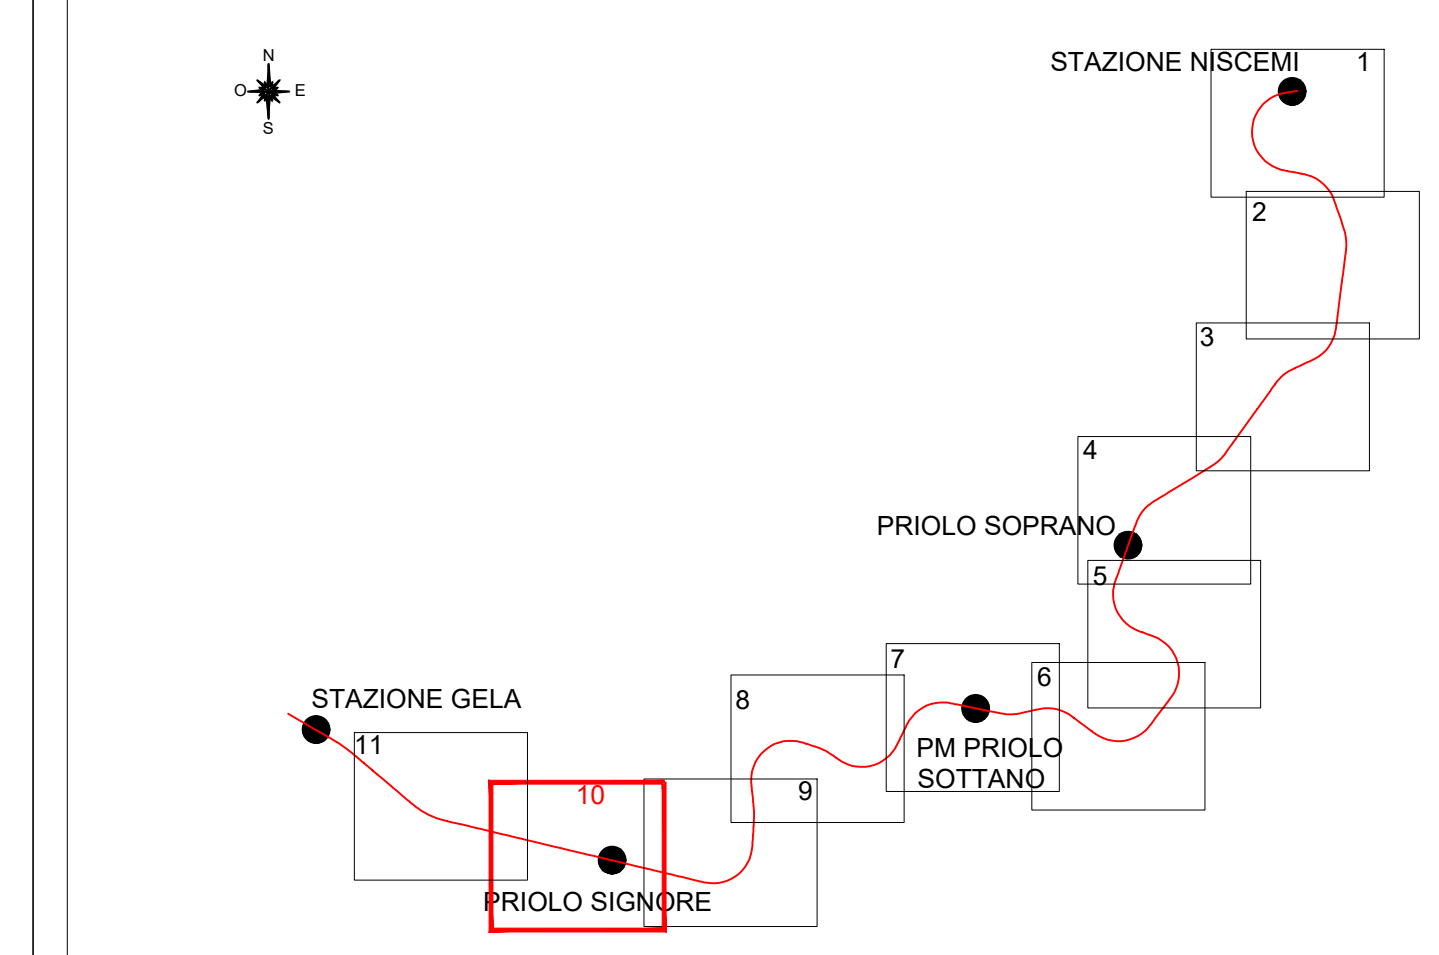 N
O E
S
STAZIONE NISCEMI
1
2
3
4
PRIOLO SOPRANO
5
6
7
PM PRIOLO
SOTTANO
8
9
10
PRIOLO SIGNORE
STAZIONE GELA
11